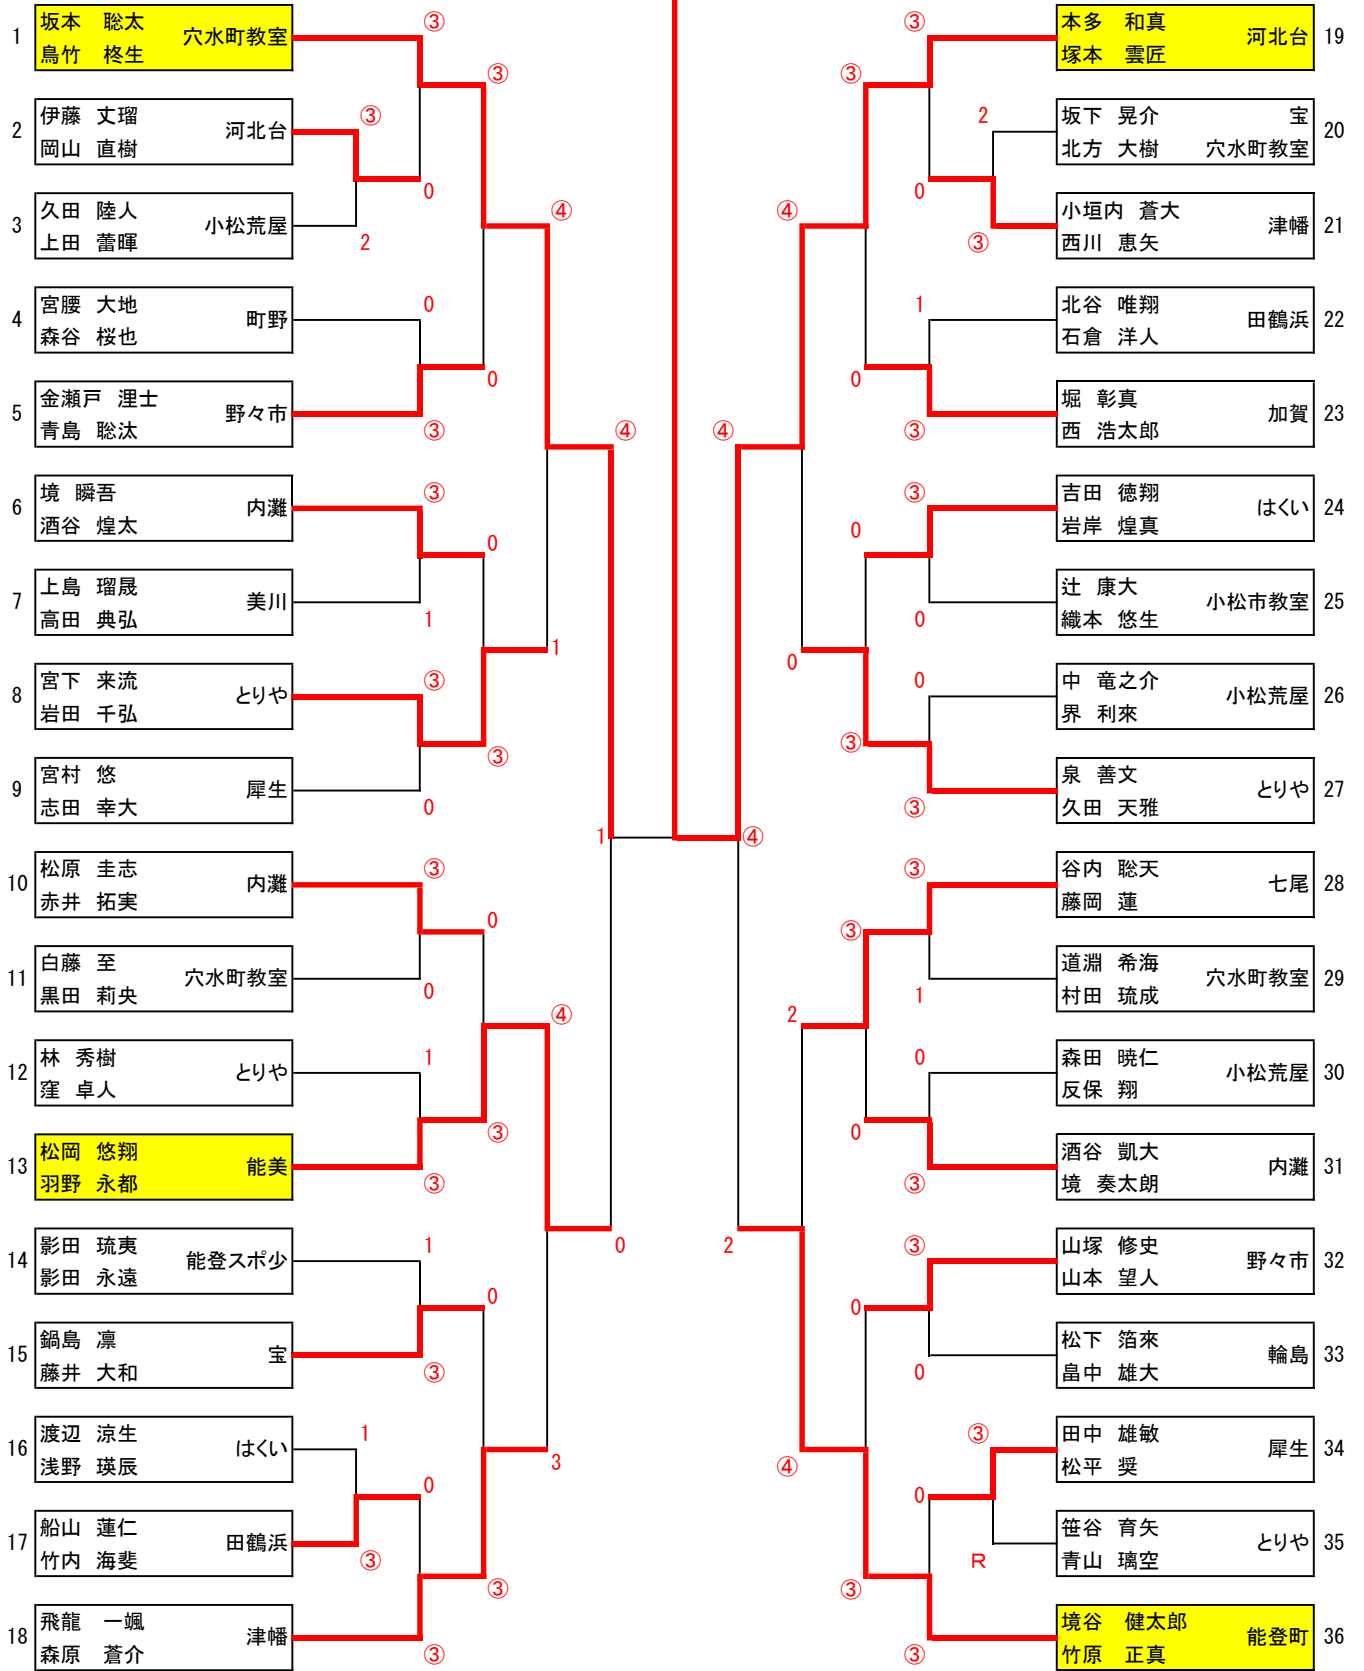 1 坂本 聡太 穴水町教室
鳥竹 柊生
2 伊藤 丈瑠 河北台
岡山 直樹
3 久田 陸人 小松荒屋
上田 蕾暉
4 宮腰 大地 町野
森谷 桜也
5 金瀬戸 浬士 野々市
青島 聡汰
6 境 瞬吾 内灘
酒谷 煌太
7 上島 瑠晟 美川
高田 典弘
8 宮下 来流 とりや
岩田 千弘
9 宮村 悠 犀生
志田 幸大
10 松原 圭志 内灘
赤井 拓実
11 白藤 至 穴水町教室
黒田 莉央
12 林 秀樹 とりや
窪 卓人
13 松岡 悠翔 能美
羽野 永都
14 影田 琉夷 能登スポ少
影田 永遠
15 鍋島 凛 宝
藤井 大和
16 渡辺 涼生 はくい
浅野 瑛辰
17 船山 蓮仁 田鶴浜
竹内 海斐
18 飛龍 一颯 津幡
森原 蒼介
③
③
③
0
2
④
0
0
③
④
③
0
1
1
③
③
0
1
③
0
0
④
1
③
③
0
1
0
③
1
0
3
③
③
③
④
③
③
2
0
③
④
1
0
③
④
③
0
0
0
0
③
③
④
③
③
1
2
0
0
③
2
③
0
0
④
③
0
R
③
③
本多 和真 河北台 19
塚本 雲匠
坂下 晃介 宝 20
北方 大樹 穴水町教室
小垣内 蒼大 津幡 21
西川 恵矢
北谷 唯翔 田鶴浜 22
石倉 洋人
堀 彰真 加賀 23
西 浩太郎
吉田 徳翔 はくい 24
岩岸 煌真
辻 康大 小松市教室 25
織本 悠生
中 竜之介 小松荒屋 26
界 利來
泉 善文 とりや 27
久田 天雅
谷内 聡天 七尾 28
藤岡 蓮
道淵 希海 穴水町教室 29
村田 琉成
森田 暁仁 小松荒屋 30
反保 翔
酒谷 凱大 内灘 31
境 奏太朗
山塚 修史 野々市 32
山本 望人
松下 箔來 輪島 33
畠中 雄大
田中 雄敏 犀生 34
松平 奨
笹谷 育矢 とりや 35
青山 璃空
境谷 健太郎 能登町 36
竹原 正真